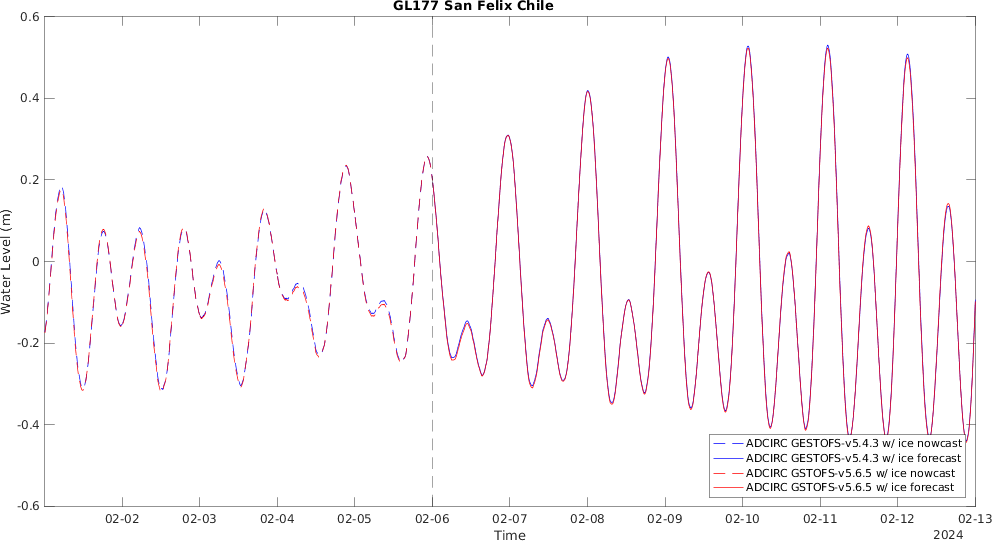 GL177 San Felix Chile
0.6
0.4
0.2
0
-0.2
-0.4
-0.6
Water Level (m)
ADCIRC GESTOFS-v5.4.3 w/ ice nowcast
ADCIRC GESTOFS-v5.4.3 w/ ice forecast
ADCIRC GSTOFS-v5.6.5 w/ ice nowcast
ADCIRC GSTOFS-v5.6.5 w/ ice forecast
02-02 02-03 02-04 02-05 02-06 02-07 02-08 02-09 02-10 02-11 02-12 02-13
Time
2024